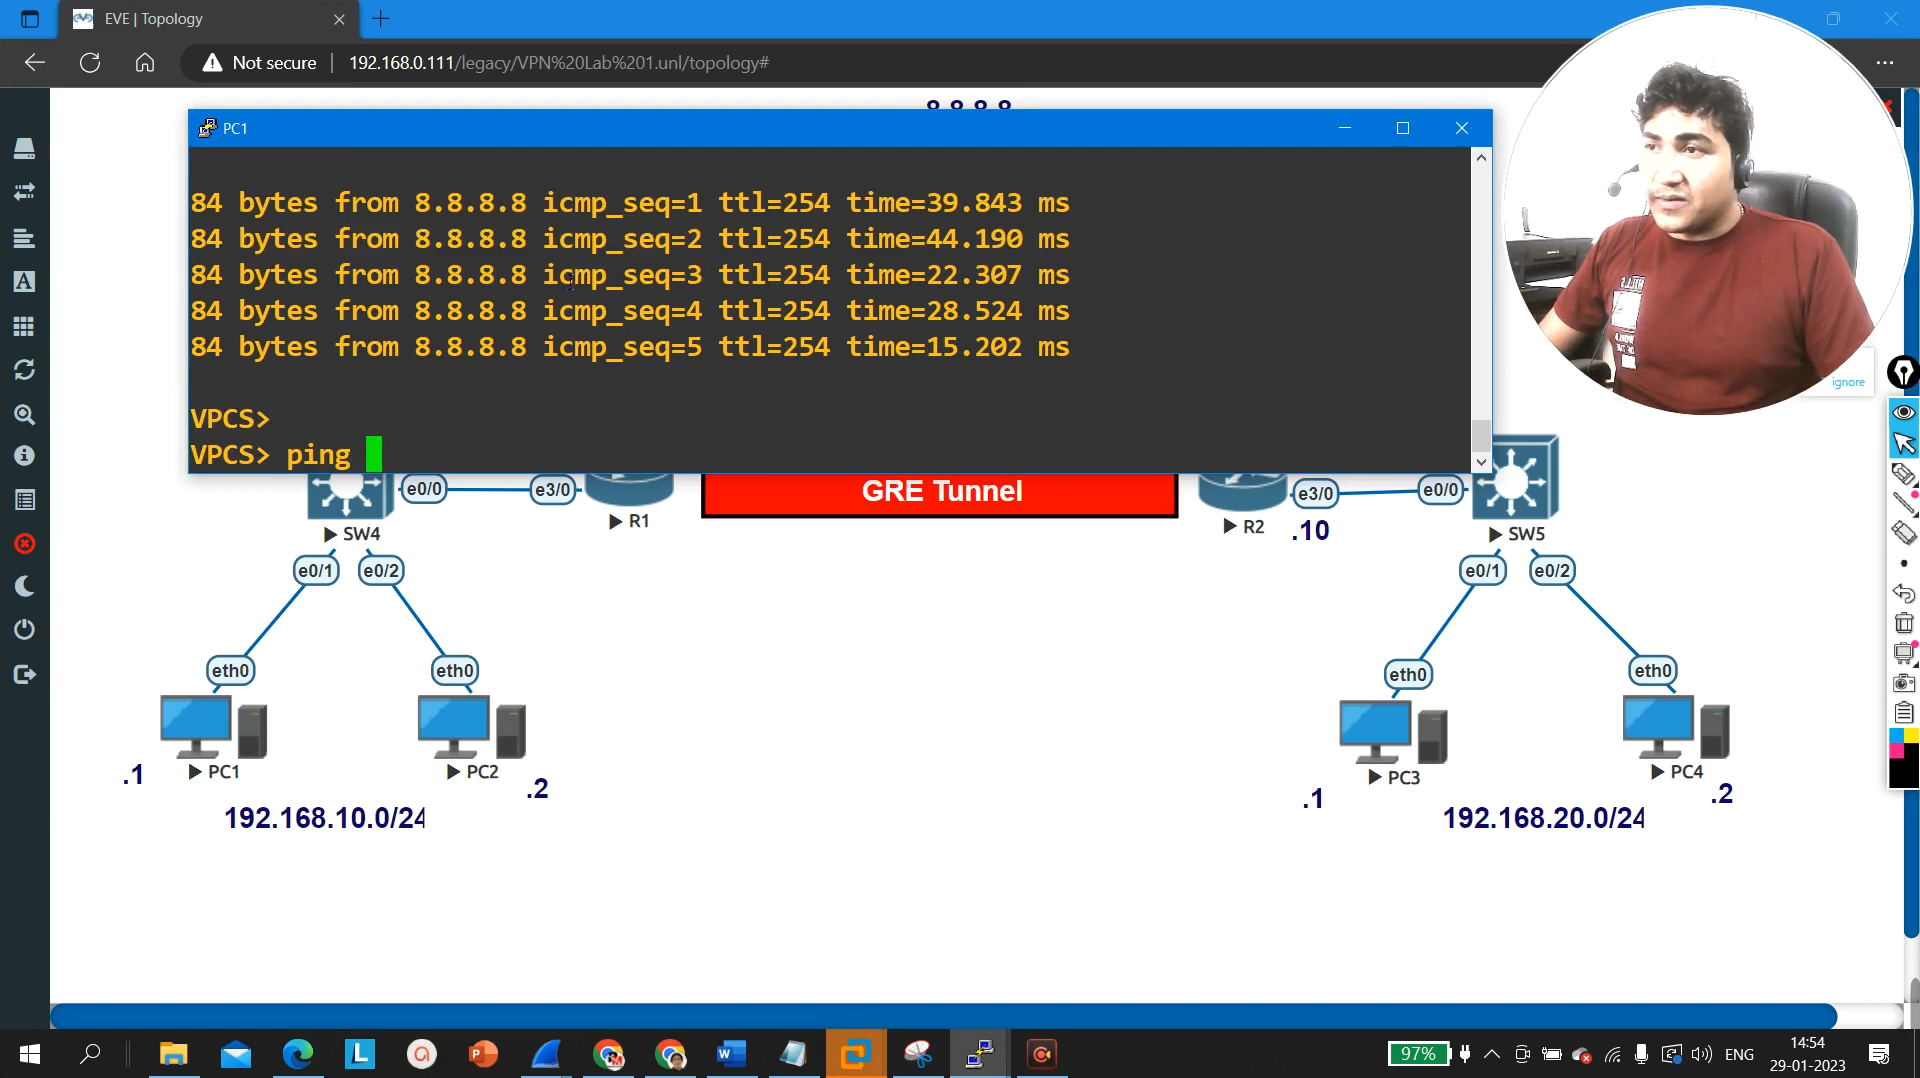 EVE | Topology
Not secure
192.168.0.111/legacy/VPN%20Lab%201.unl/topology#
8.8.8.8
PC1
84 bytes from 8.8.8.8 icmp_seq=1 ttl=254 time=39.843 ms
84 bytes from 8.8.8.8 icmp_seq=2 ttl=254 time=44.190 ms
84 bytes from 8.8.8.8 icmp_seq=3 ttl=254 time=22.307 ms
84 bytes from 8.8.8.8 icmp_seq=4 ttl=254 time=28.524 ms
84 bytes from 8.8.8.8 icmp_seq=5 ttl=254 time=15.202 ms
VPCS>
VPCS> ping
ignore
e0/0
e3/0
GRE Tunnel
e3/0
e0/0
R1
R2
.10
SW4
SW5
e0/1
e0/2
e0/1
e0/2
eth0
eth0
eth0
eth0
.1
PC1
PC2
.2
.1
PC3
PC4
.2
192.168.10.0/24
192.168.20.0/24
97%
ENG
14:54
29-01-2023